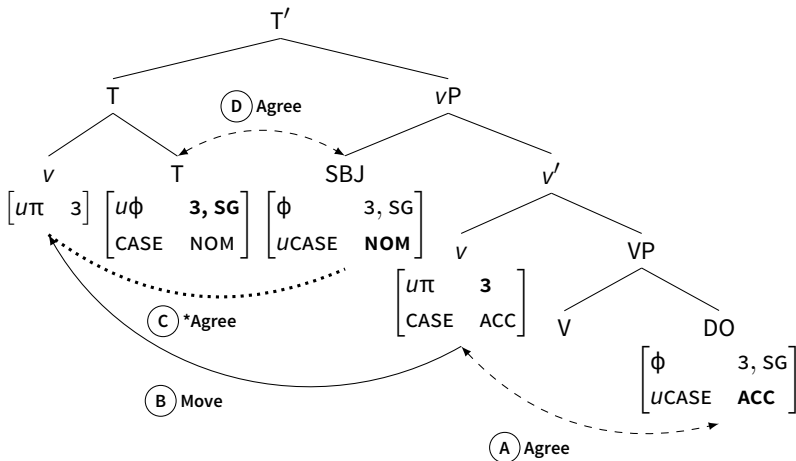 T′
T
vP
D Agree
v
T
SBJ
v′
[uπ 3]
[uφ 3, SG
CASE NOM]
[φ 3, SG
uCASE NOM]
v
VP
[uπ 3
CASE ACC]
V
DO
C *Agree
[φ 3, SG
uCASE ACC]
B Move
A Agree